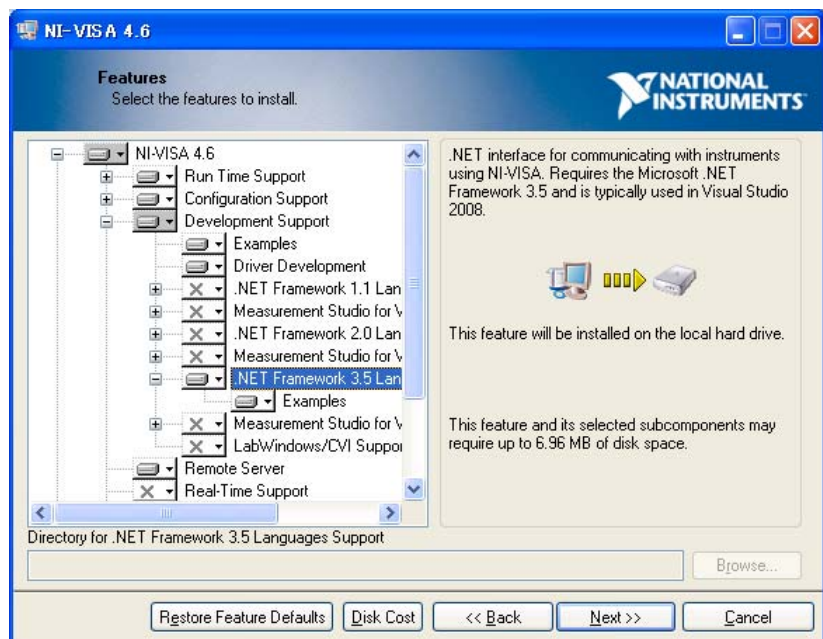 NI-VISA 4.6
Features
Select the features to install.
NATIONAL
INSTRUMENTS
NI-VISA 4.6
Run Time Support
Configuration Support
Development Support
Examples
Driver Development
.NET Framework 1.1 Lan
Measurement Studio for V
.NET Framework 2.0 Lan
Measurement Studio for V
.NET Framework 3.5 Lan
Examples
Measurement Studio for V
LabWindows/CVI Suppor
Remote Server
Real-Time Support
.NET interface for communicating with instruments
using NI-VISA. Requires the Microsoft .NET
Framework 3.5 and is typically used in Visual Studio
2008.
This feature will be installed on the local hard drive.
This feature and its selected subcomponents may
require up to 6.96 MB of disk space.
Directory for .NET Framework 3.5 Languages Support
Browse...
Restore Feature Defaults
Disk Cost
<< Back
Next >>
Cancel